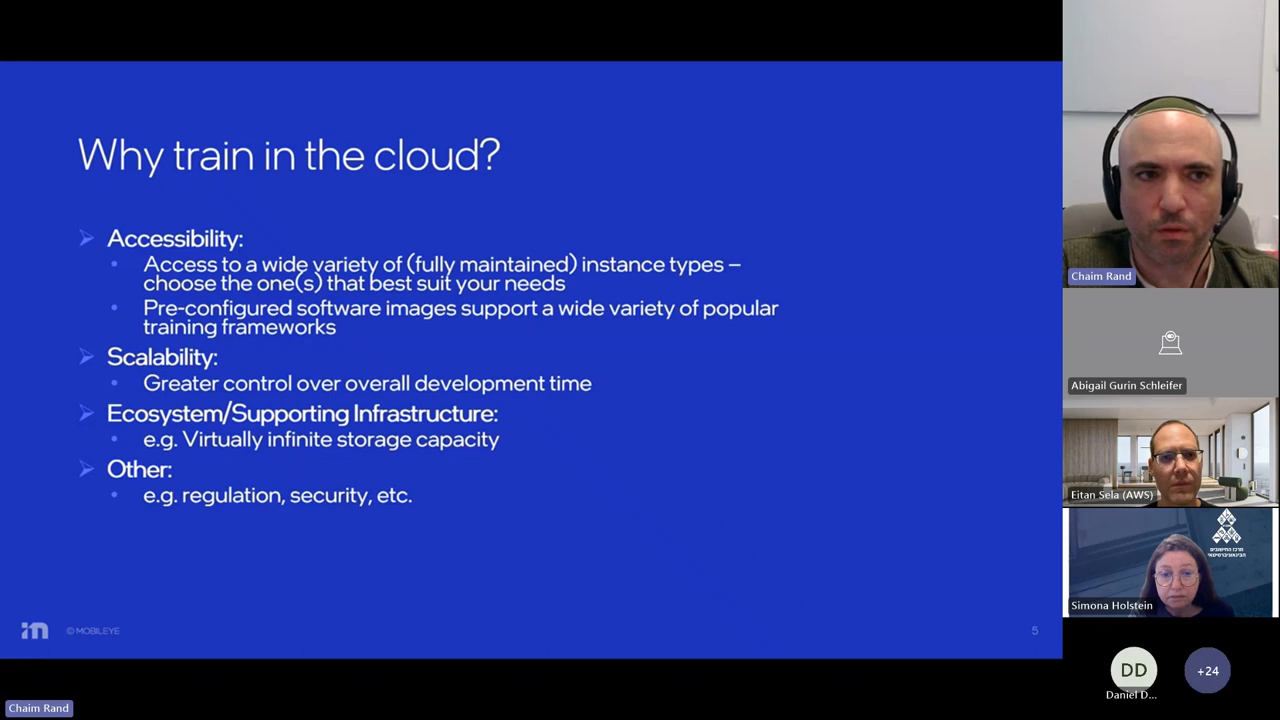 Why train in the cloud?
Accessibility:
Access to a wide variety of (fully maintained) instance types –
choose the one(s) that best suit your needs
Pre-configured software images support a wide variety of popular
training frameworks
Scalability:
Greater control over overall development time
Ecosystem/Supporting Infrastructure:
e.g. Virtually infinite storage capacity
Other:
e.g. regulation, security, etc.
© MOBILEYE
5
Chaim Rand
Chaim Rand
Abigail Gurin Schleifer
Eitan Sela (AWS)
מרכז החישובים
הבינאוניברסיטאי
Simona Holstein
DD
Daniel D...
+24